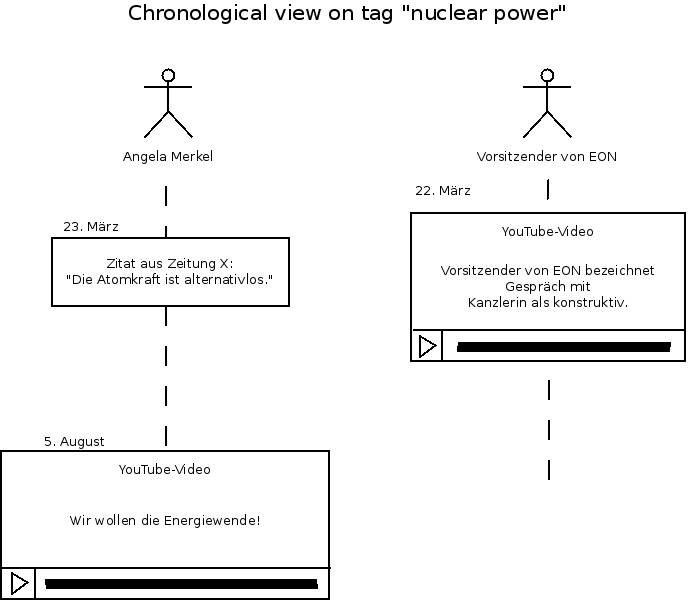 Chronological view on tag "nuclear power"
Angela Merkel
Vorsitzender von EON
22. März
YouTube-Video
Vorsitzender von EON bezeichnet
Gespräch mit
Kanzlerin als konstruktiv.
23. März
Zitat aus Zeitung X:
"Die Atomkraft ist alternativlos."
5. August
YouTube-Video
Wir wollen die Energiewende!